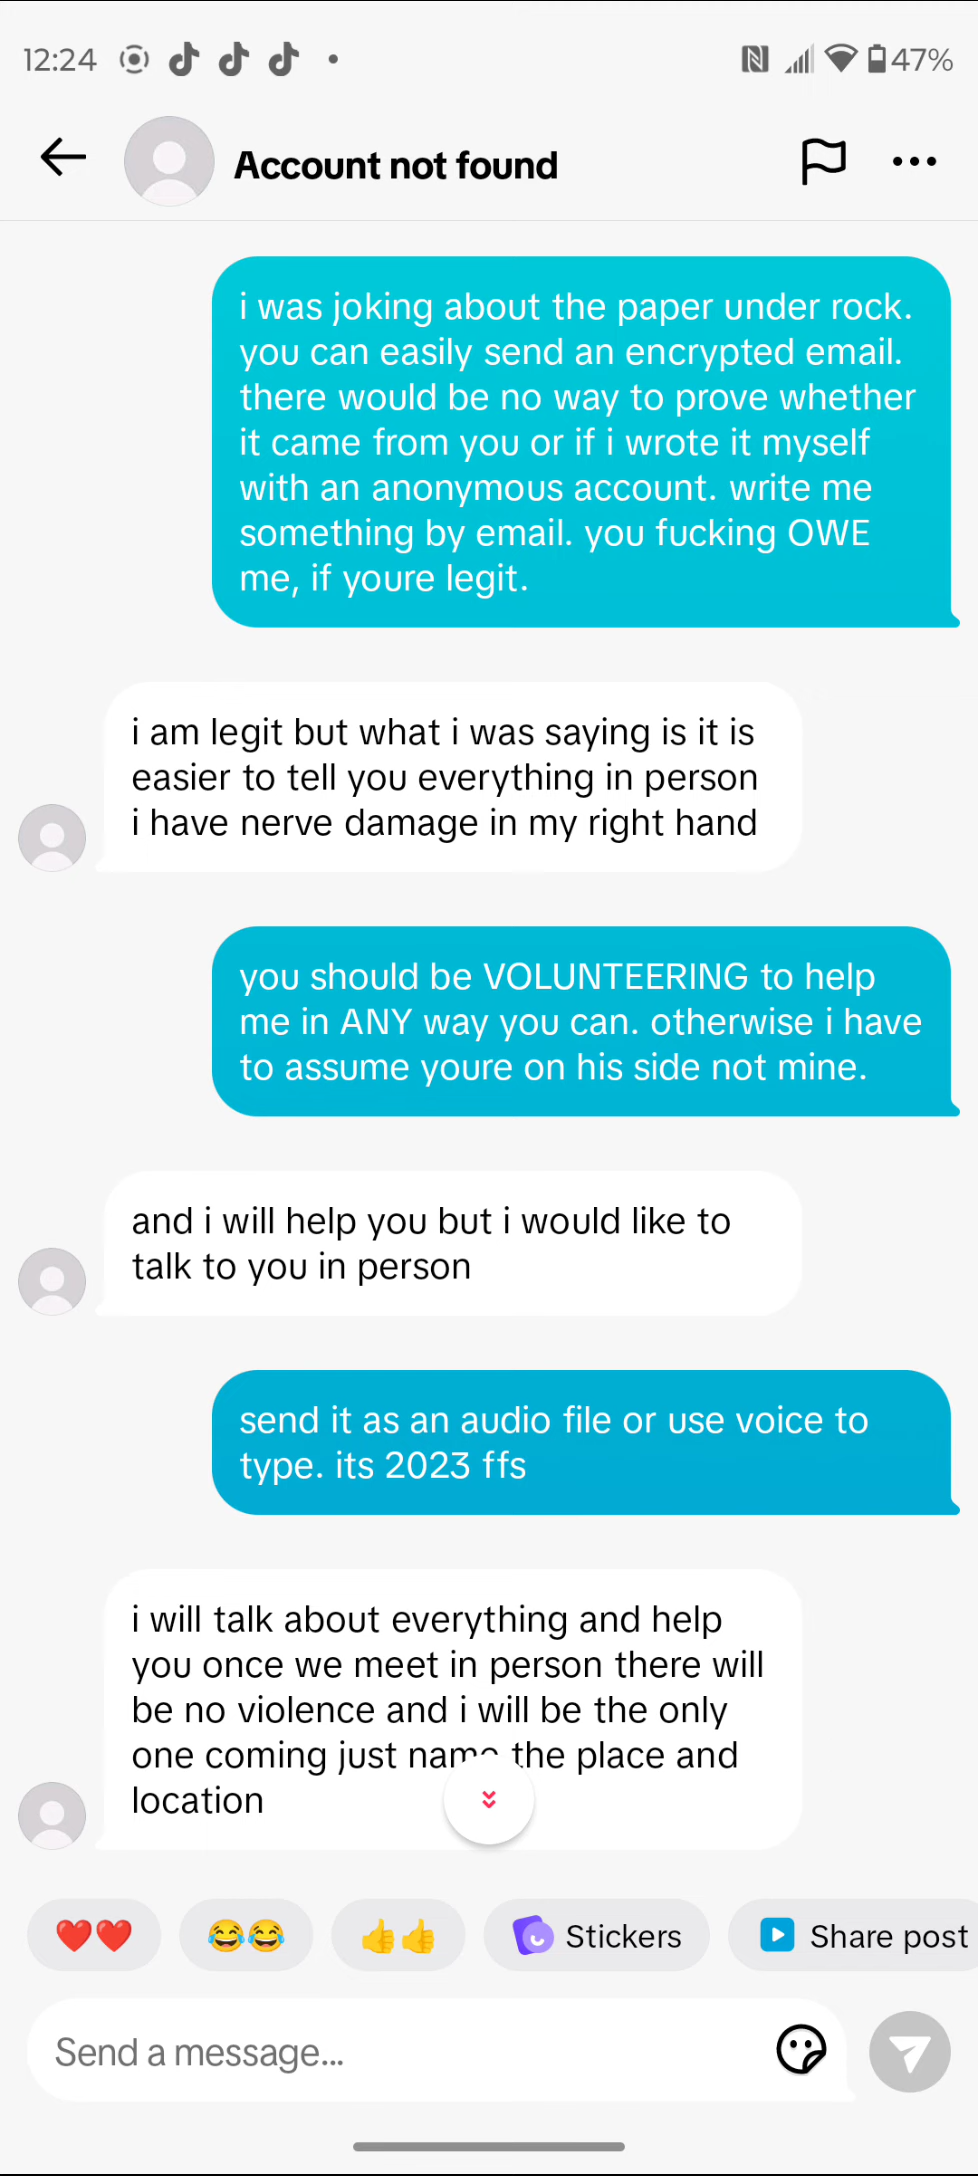 12:24 47%
Account not found
i was joking about the paper under rock.
you can easily send an encrypted email.
there would be no way to prove whether
it came from you or if i wrote it myself
with an anonymous account. write me
something by email. you fucking OWE
me, if youre legit.
i am legit but what i was saying is it is
easier to tell you everything in person
i have nerve damage in my right hand
you should be VOLUNTEERING to help
me in ANY way you can. otherwise i have
to assume youre on his side not mine.
and i will help you but i would like to
talk to you in person
send it as an audio file or use voice to
type. its 2023 ffs
i will talk about everything and help
you once we meet in person there will
be no violence and i will be the only
one coming just name the place and
location
Stickers Share post
Send a message...